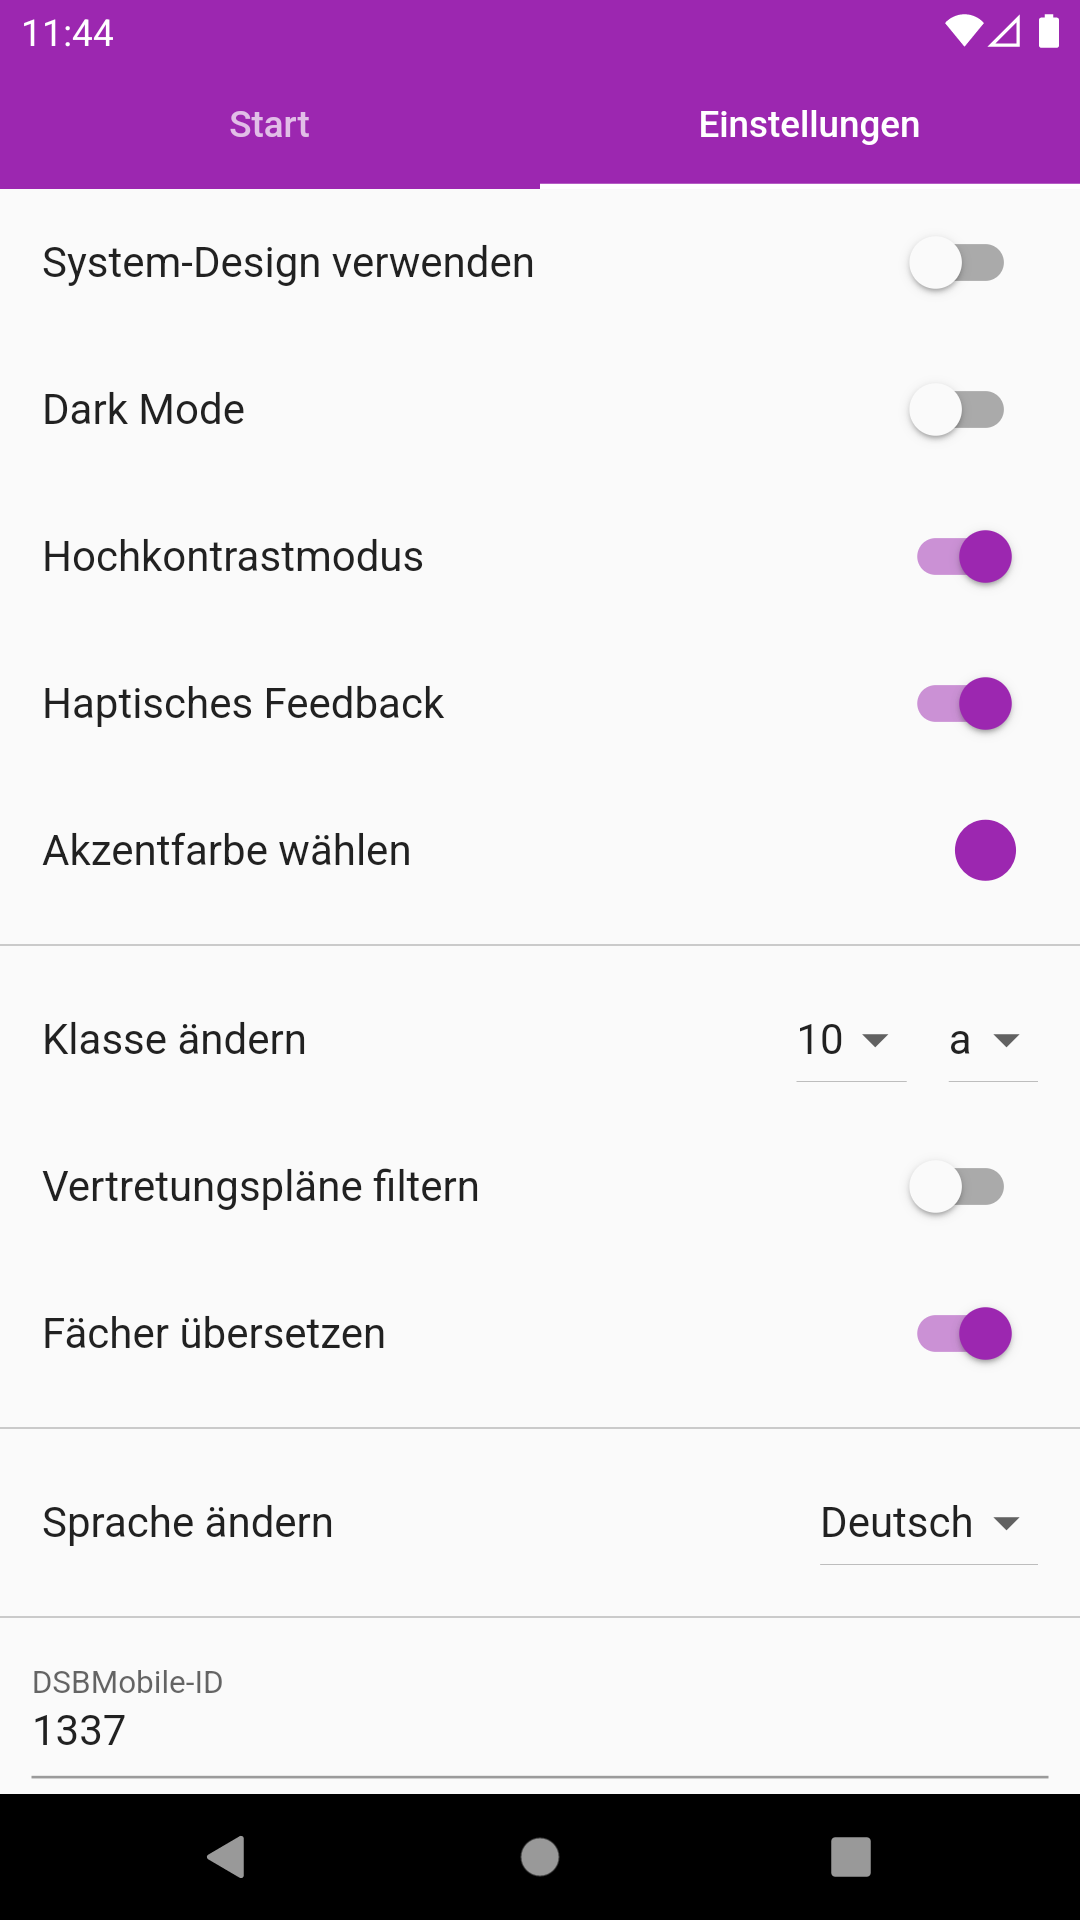 11:44
Start
Einstellungen
System-Design verwenden
Dark Mode
Hochkontrastmodus
Haptisches Feedback
Akzentfarbe wählen
Klasse ändern 10 a
Vertretungspläne filtern
Fächer übersetzen
Sprache ändern Deutsch
DSBMobile-ID
1337